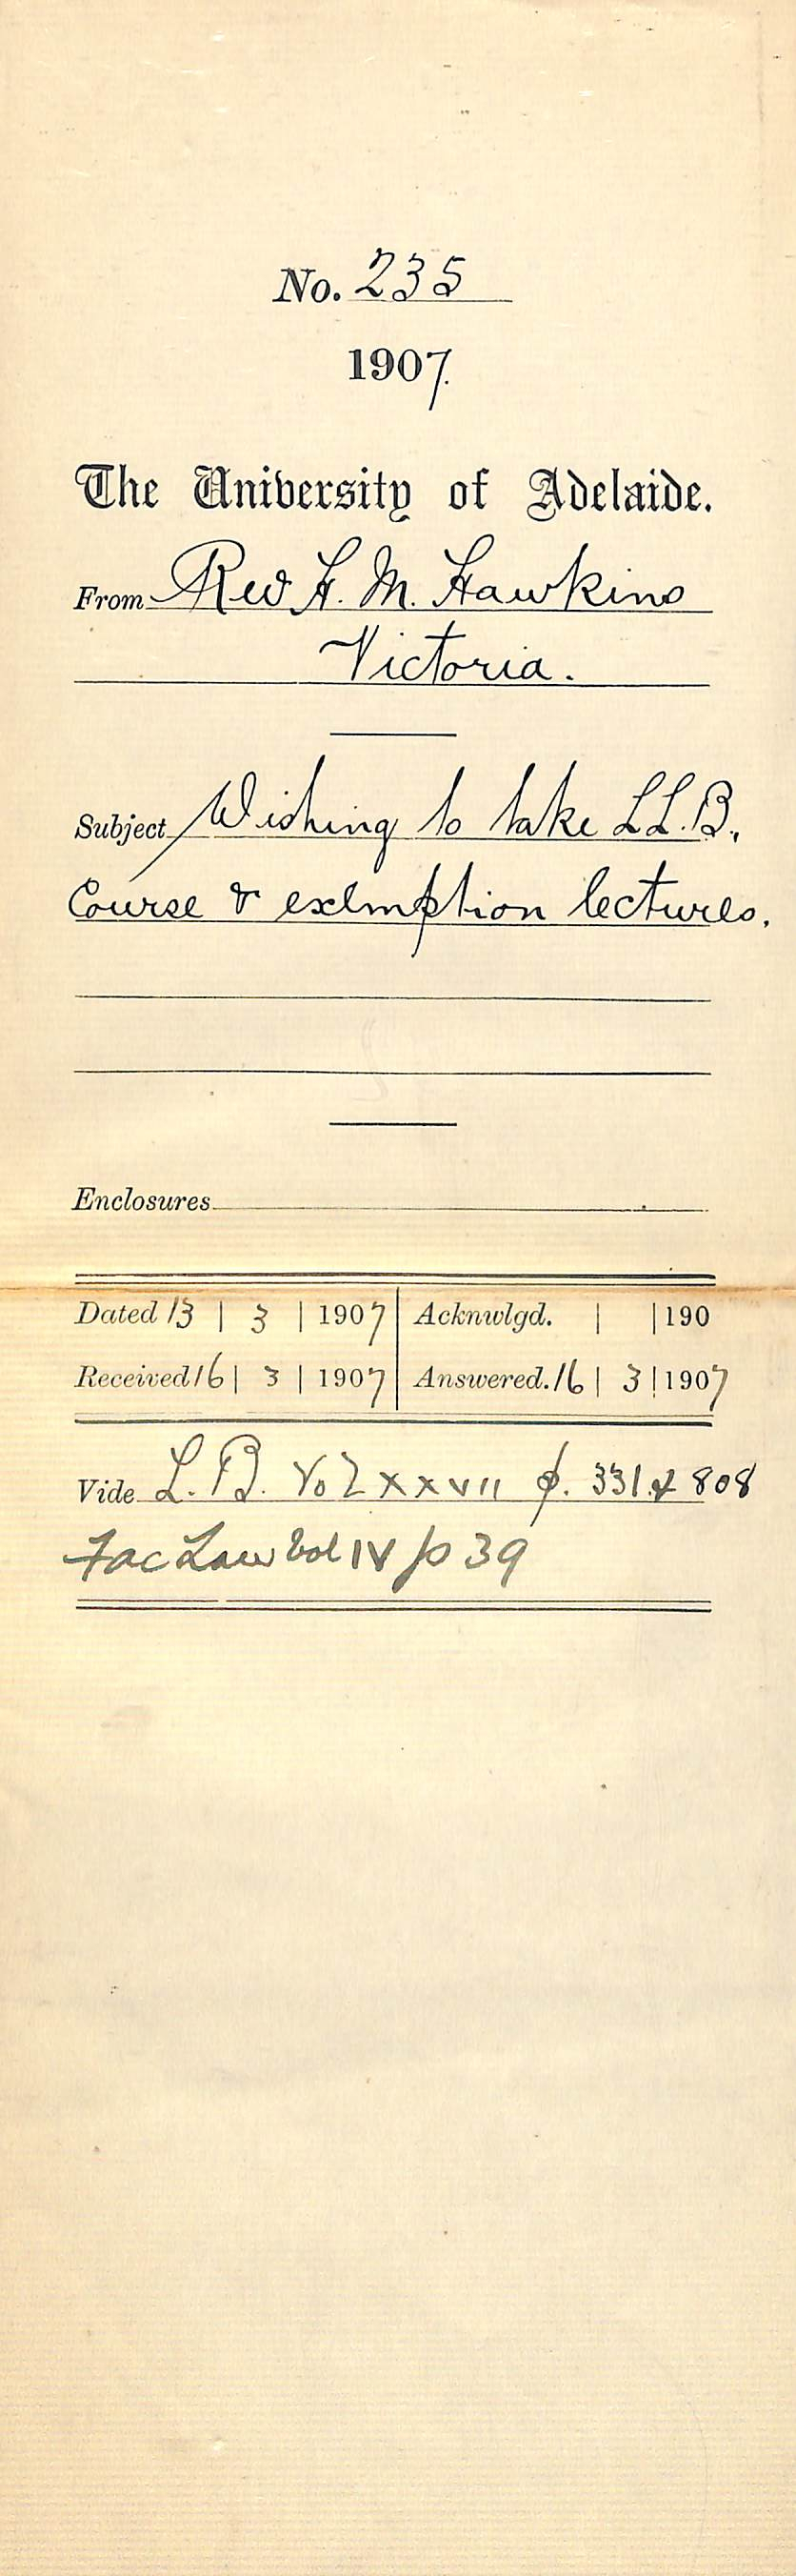 No. 235
1907.
The University of Adelaide.
From Rev H. M. Hawkins
Victoria.
Subject Wishing to take LL.B.,
Course & exemption lectures.
Enclosures
Dated 13 | 3 | 1907 | Acknwlgd. | | 190
Received 16 | 3 | 1907 | Answered. 16 | 3 | 1907
Vide L. B. Vol XXVII p. 331 & 808
Fac Law Vol IV p 39